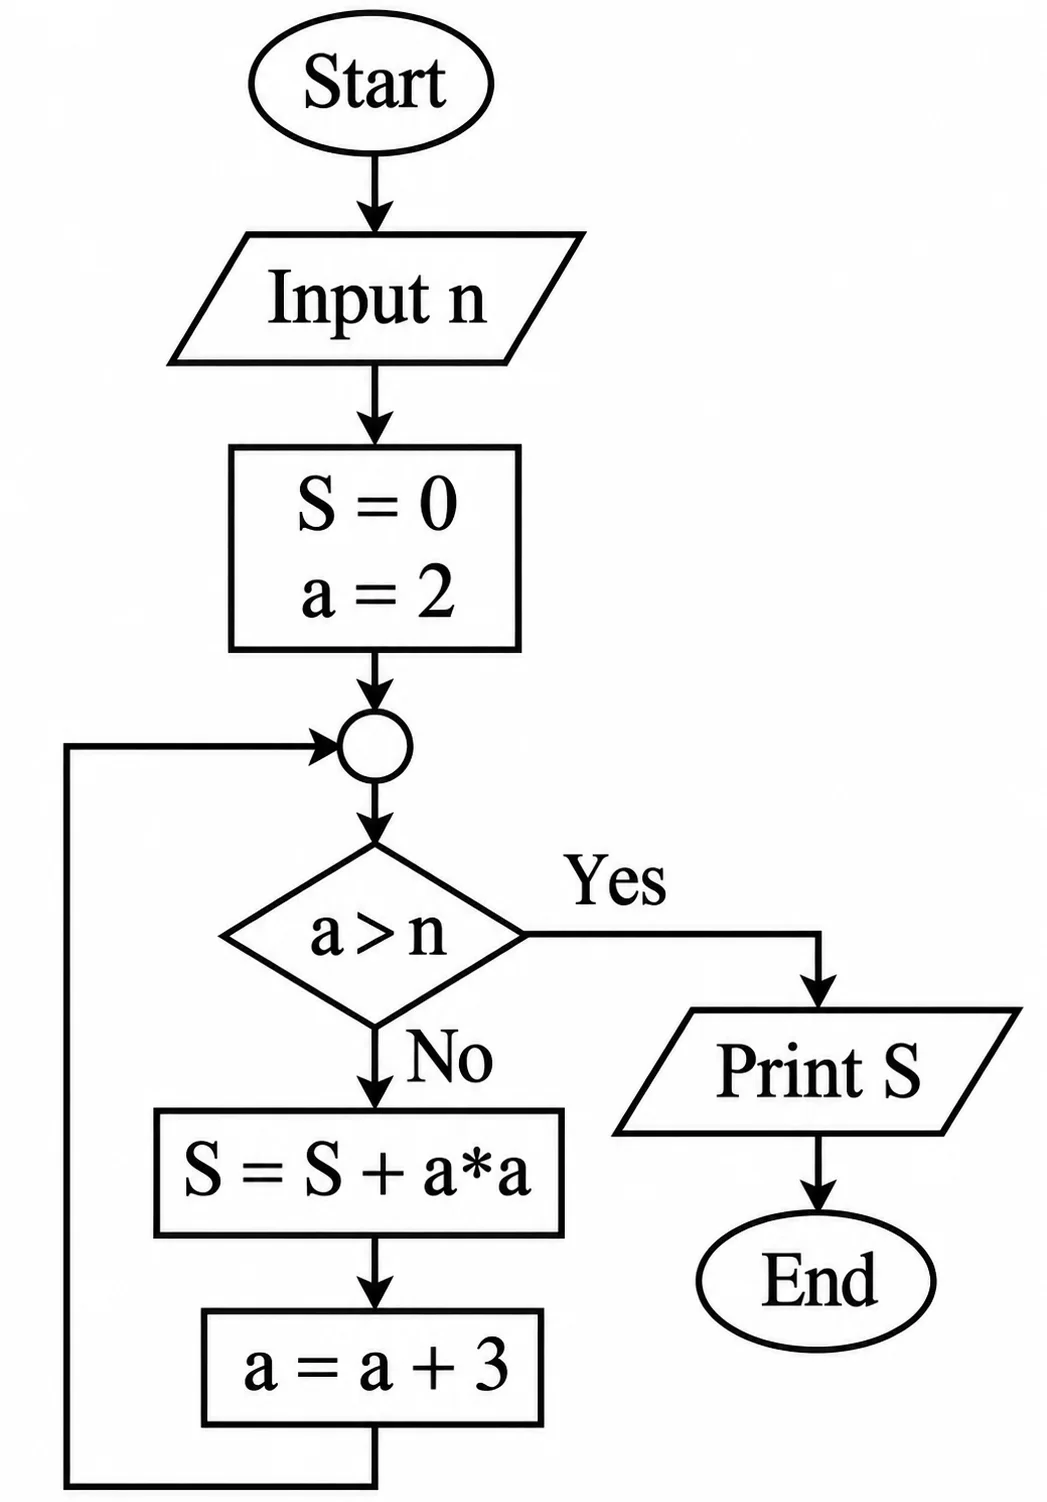 Start
Input n
S = 0
a = 2
a > n
Yes
No
Print S
S = S + a*a
End
a = a + 3